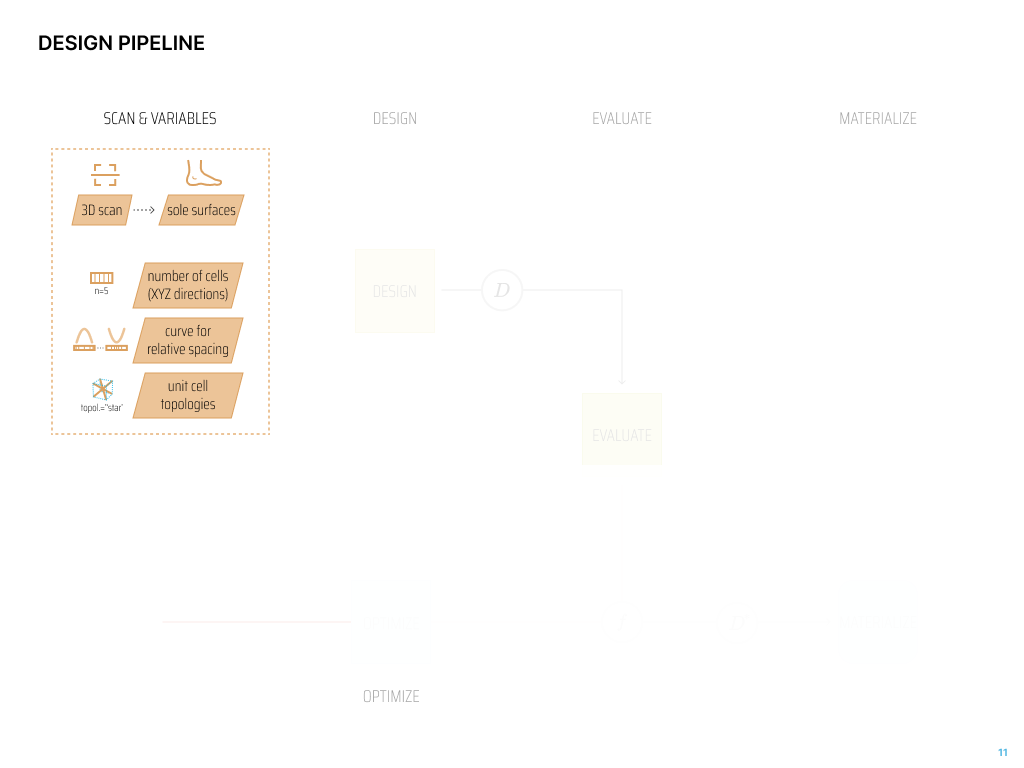 DESIGN PIPELINE
SCAN & VARIABLES
DESIGN
EVALUATE
MATERIALIZE
3D scan
sole surfaces
number of cells
(XYZ directions)
n=5
curve for
relative spacing
unit cell
topologies
topol.="star"
DESIGN
D
EVALUATE
OPTIMIZE
11